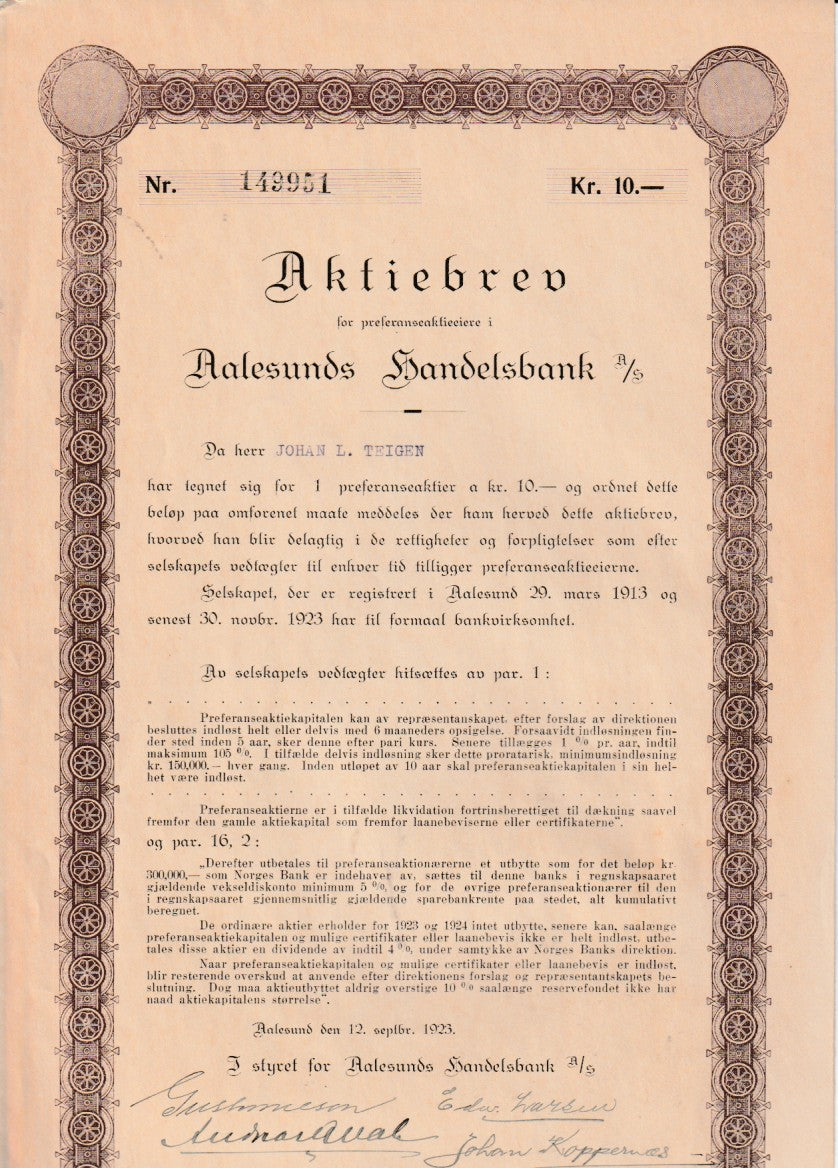 Nr. 149951 Kr. 10.—
Aktiebrev
for preferanseaktieeiere i
Aalesunds Handelsbank A/S
Da herr JOHAN L. TEIGEN
har tegnet sig for 1 preferanseaktier a kr. 10.— og ordnet dette
beløp paa omforenet maate meddeles der ham herved dette aktiebrev,
hvorved han blir delagtig i de rettigheter og forpligtelser som efter
selskapets vedtægter til enhver tid tilligger preferanseaktieeierne.
Selskapet, der er registrert i Aalesund 29. mars 1913 og
senest 30. novbr. 1923 har til formaal bankvirksomhet.
Av selskapets vedtægter hitsættes av par. 1 :
„ . . . . . . . . . . . . . . . . . . . . . . . . . . . . .
Preferanseaktiekapitalen kan av repræsentanskapet efter forslag av direktionen
besluttes indløst helt eller delvis med 6 maaneders opsigelse. Forsaavidt indløsningen fin-
der sted inden 5 aar, sker denne efter pari kurs. Senere tillægges 1 % pr. aar, indtil
maksimum 105 %. I tilfælde delvis indløsning sker dette proratarisk, minimumsindløsning
kr. 150,000.— hver gang. Inden utløpet av 10 aar skal preferanseaktiekapitalen i sin hel-
het være indløst.
. . . . . . . . . . . . . . . . . . . . . . . . . . . . . .
Preferanseaktierne er i tilfælde likvidation fortrinsberettiget til dækning saavel
fremfor den gamle aktiekapital som fremfor laanebeviserne eller certifikaterne".
og par. 16, 2 :
„Derefter utbetales til preferanseaktionærerne et utbytte som for det beløp kr.
300,000,— som Norges Bank er indehaver av, sættes til denne banks i regnskapsaaret
gjældende vekseldiskonto minimum 5 %, og for de øvrige preferanseaktionærer til den
i regnskapsaaret gjennemsnitlig gjældende sparebankrente paa stedet, alt kumulativt
beregnet.
De ordinære aktier erholder for 1923 og 1924 intet utbytte, senere kan, saalænge
preferanseaktiekapitalen og mulige certifikater eller laanebevis ikke er helt indløst, utbe-
tales disse aktier en dividende av indtil 4 %, under samtykke av Norges Banks direktion.
Naar preferanseaktiekapitalen og mulige certifikater eller laanebevis er indløst,
blir resterende overskud at anvende efter direktionens forslag og repræsentantskapets be-
slutning. Dog maa aktieutbyttet aldrig overstige 10 % saalænge reservefondet ikke har
naad aktiekapitalens størrelse".
Aalesund den 12. septbr. 1923.
I styret for Aalesunds Handelsbank A/S
Edw. Larsen
Johan Koppernæs